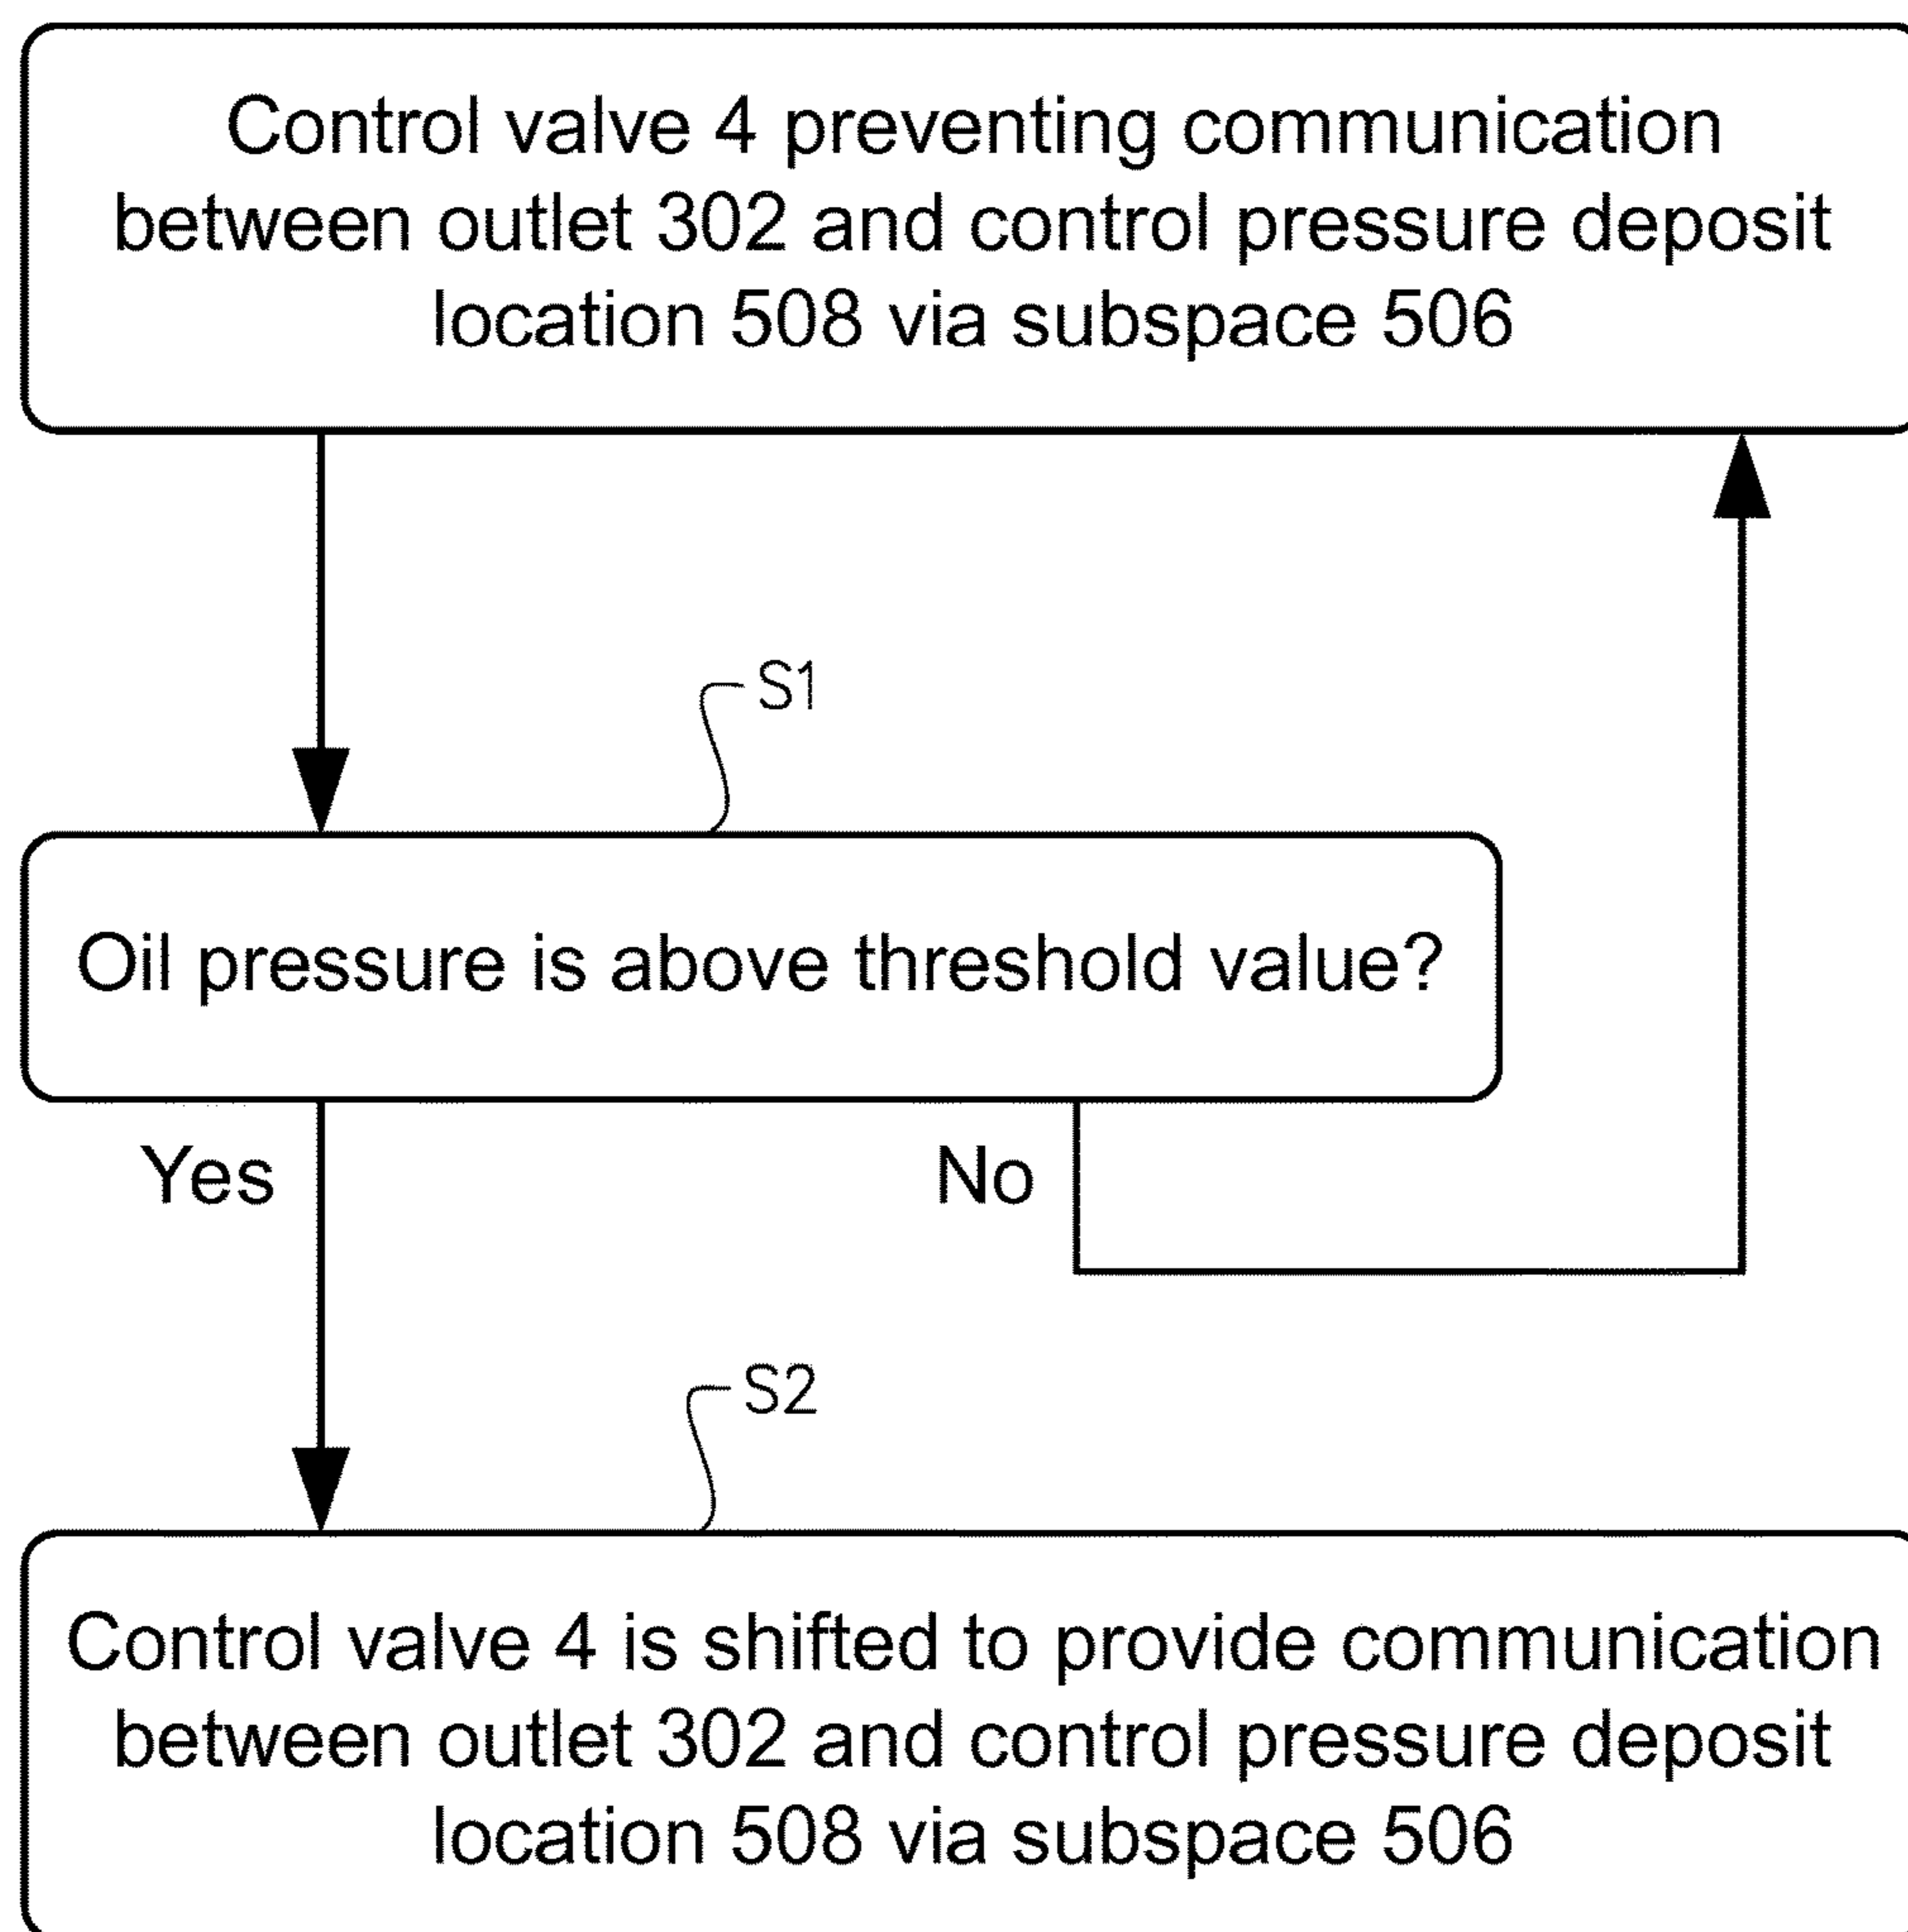 Control valve 4 preventing communication
between outlet 302 and control pressure deposit
location 508 via subspace 506
S1
Oil pressure is above threshold value?
Yes
No
S2
Control valve 4 is shifted to provide communication
between outlet 302 and control pressure deposit
location 508 via subspace 506